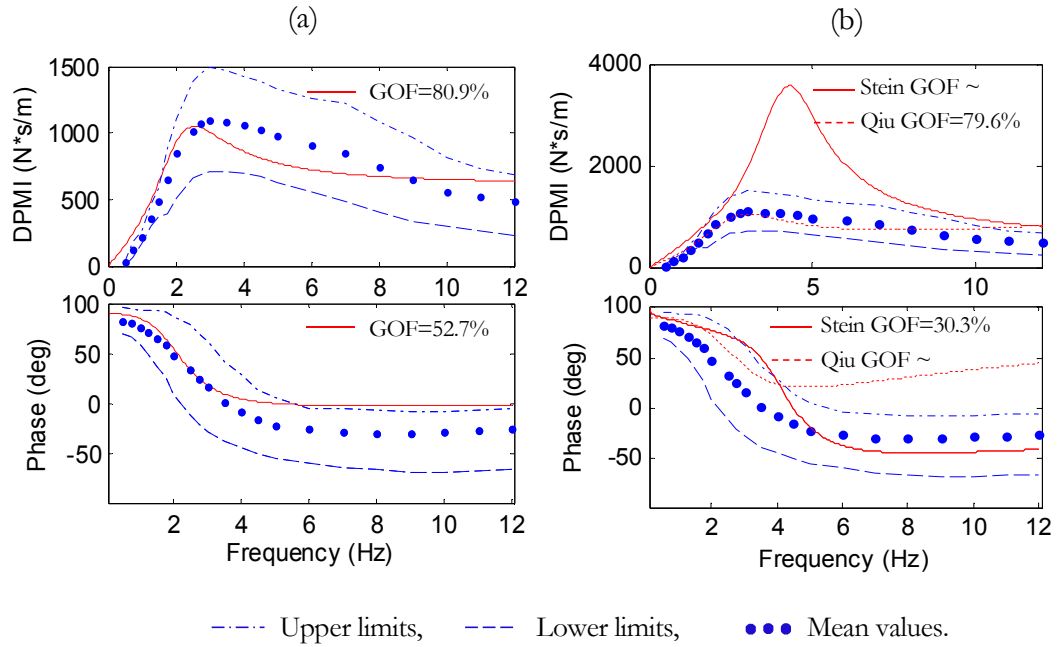 (a)
(b)
DPMI (N*s/m)
1500
1000
500
0
GOF=80.9%
0 2 4 6 8 10 12
DPMI (N*s/m)
4000
2000
0
Stein GOF ~
Qiu GOF=79.6%
0 5 10
Phase (deg)
100
50
0
-50
GOF=52.7%
2 4 6 8 10 12
Frequency (Hz)
Phase (deg)
100
50
0
-50
Stein GOF=30.3%
Qiu GOF ~
2 4 6 8 10 12
Frequency (Hz)
Upper limits, Lower limits, Mean values.